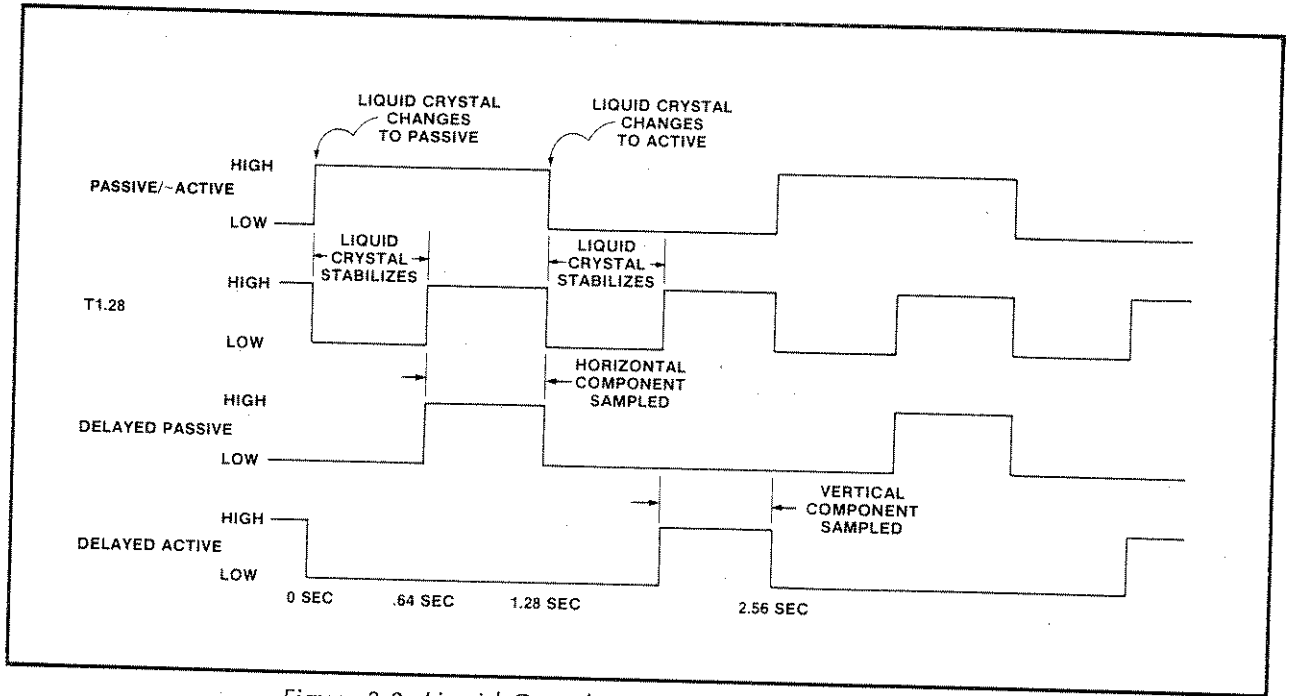 LIQUID CRYSTAL
CHANGES
TO PASSIVE
LIQUID CRYSTAL
CHANGES
TO ACTIVE
HIGH
PASSIVE/~ACTIVE
LOW
LIQUID
CRYSTAL
STABILIZES
LIQUID
CRYSTAL
STABILIZES
HIGH
T1.28
LOW
HORIZONTAL
COMPONENT
SAMPLED
HIGH
DELAYED PASSIVE
LOW
VERTICAL
COMPONENT
SAMPLED
HIGH
DELAYED ACTIVE
LOW
0 SEC
.64 SEC
1.28 SEC
2.56 SEC
Liquid